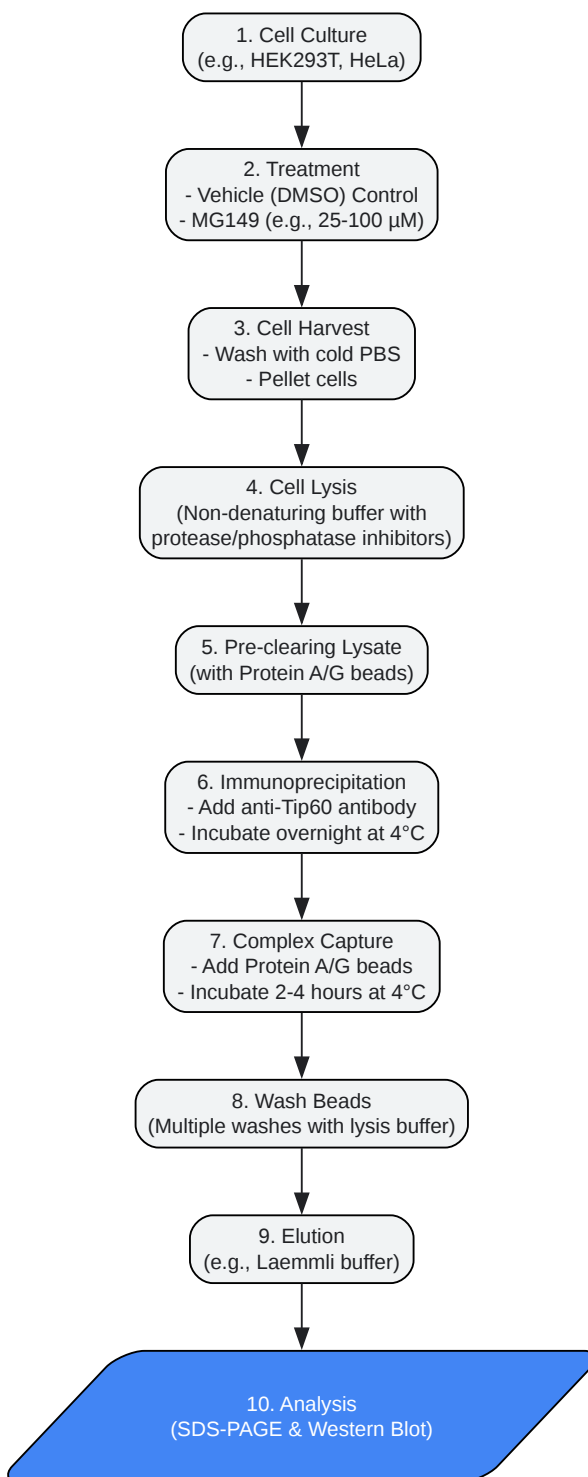 1. Cell Culture
(e.g., HEK293T, HeLa)
2. Treatment
- Vehicle (DMSO) Control
- MG149 (e.g., 25-100 µM)
3. Cell Harvest
- Wash with cold PBS
- Pellet cells
4. Cell Lysis
(Non-denaturing buffer with
protease/phosphatase inhibitors)
5. Pre-clearing Lysate
(with Protein A/G beads)
6. Immunoprecipitation
- Add anti-Tip60 antibody
- Incubate overnight at 4°C
7. Complex Capture
- Add Protein A/G beads
- Incubate 2-4 hours at 4°C
8. Wash Beads
(Multiple washes with lysis buffer)
9. Elution
(e.g., Laemmli buffer)
10. Analysis
(SDS-PAGE & Western Blot)